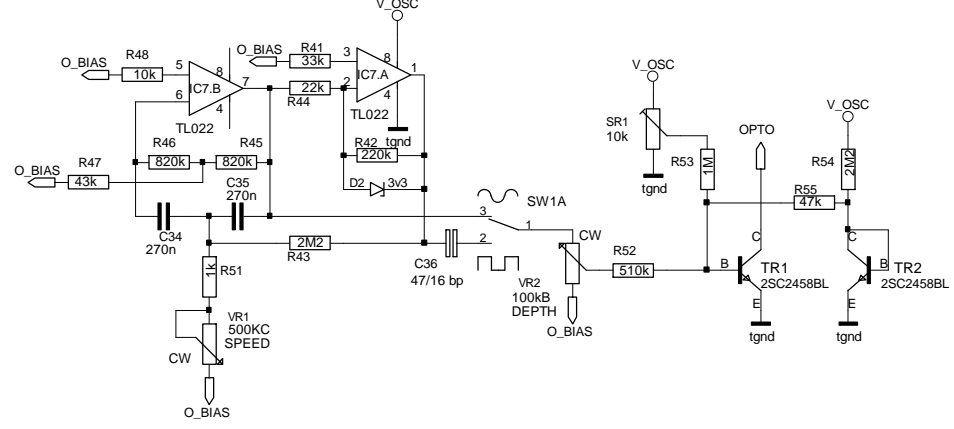 V_OSC
O_BIAS
R48
10k
5
6
8
IC7.B
4
7
TL022
O_BIAS
R41
33k
3
2
8
IC7.A
4
1
TL022
22k
R44
tgnd
R42
220k
D2
3v3
R46
820k
R45
820k
O_BIAS
R47
43k
C35
270n
C34
270n
2M2
R43
1k
R51
VR1
500KC
SPEED
CW
O_BIAS
C36
47/16 bp
3
2
1
SW1A
CW
VR2
100kB
DEPTH
O_BIAS
R52
510k
V_OSC
SR1
10k
tgnd
R53
1M
OPTO
V_OSC
R54
2M2
R55
47k
C
B
E
TR1
2SC2458BL
tgnd
C
B
E
TR2
2SC2458BL
tgnd